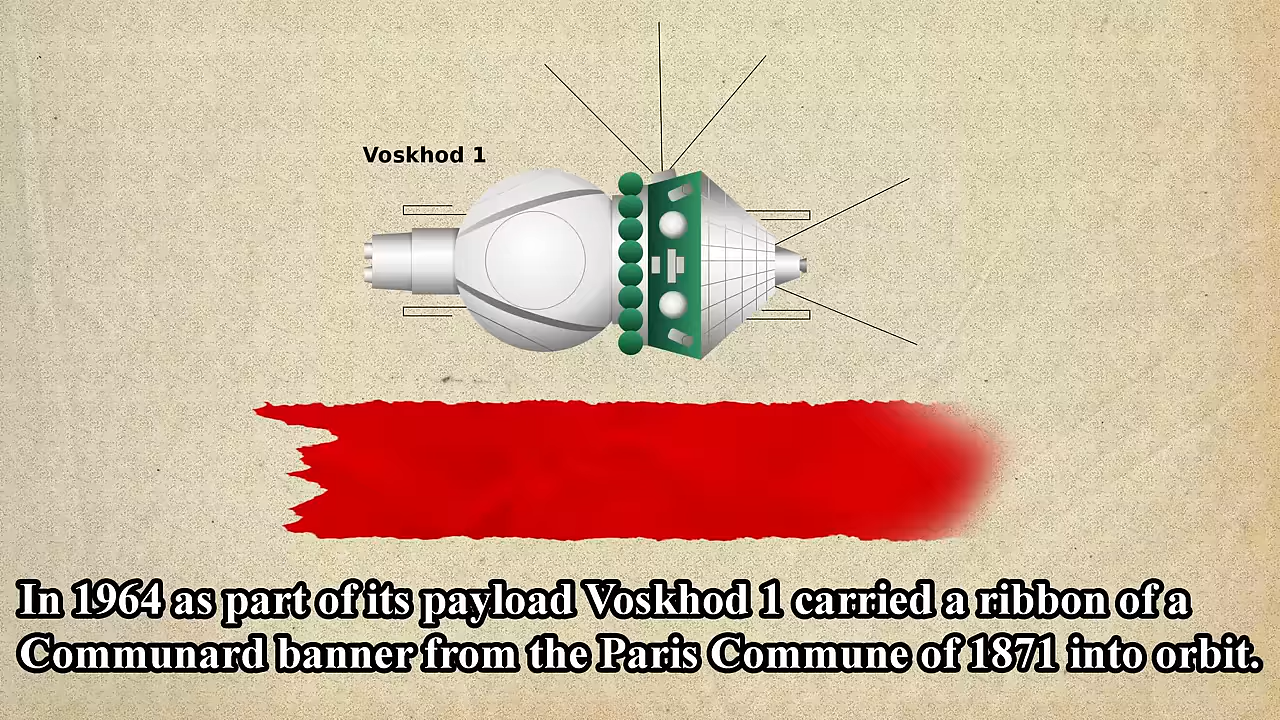 Voskhod 1
In 1964 as part of its payload Voskhod 1 carried a ribbon of a
Communard banner from the Paris Commune of 1871 into orbit.